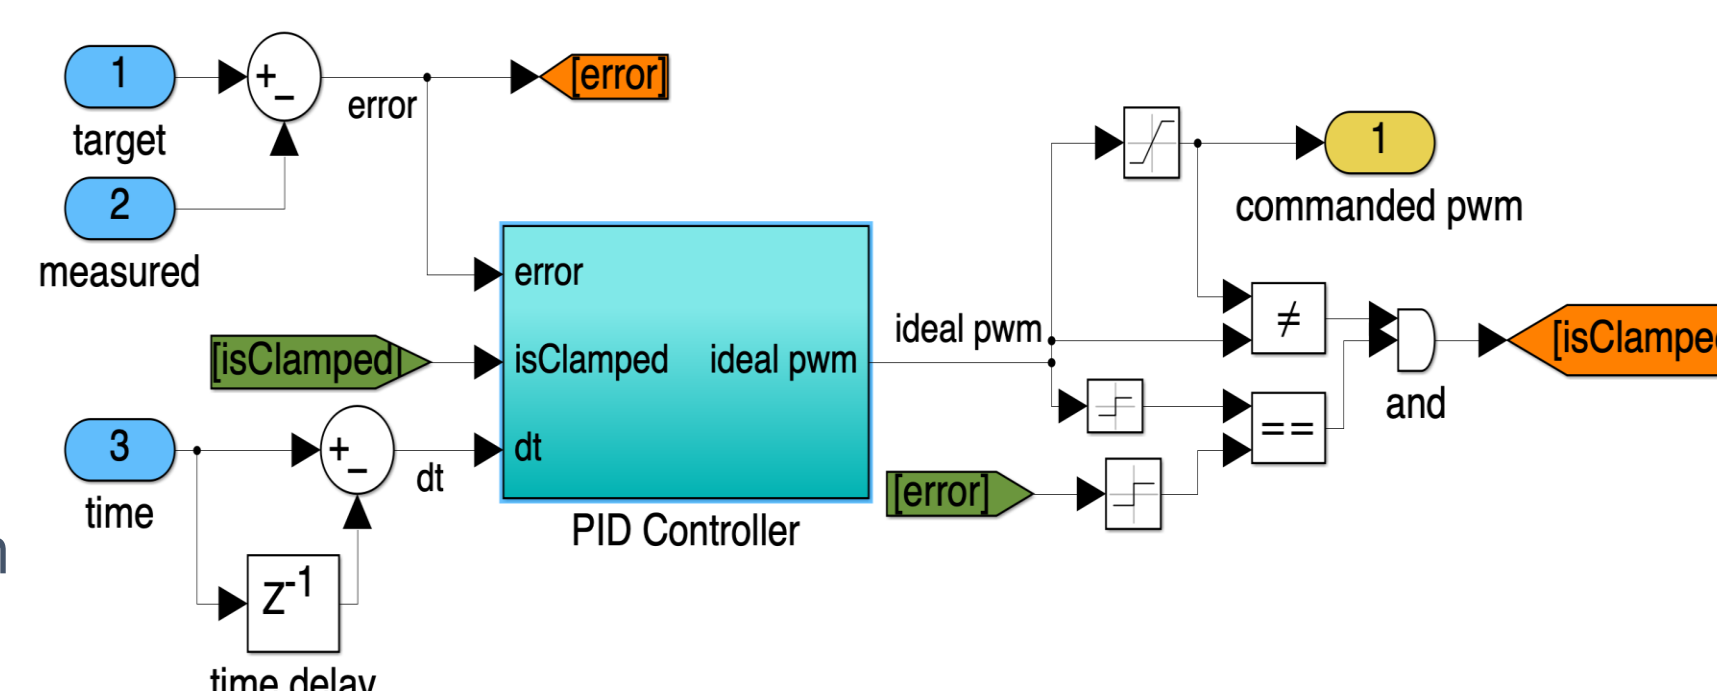 1
target
+
−
error
[error]
2
measured
error
isClamped
dt
ideal pwm
PID Controller
[isClamped]
3
time
+
−
dt
z-1
time delay
ideal pwm
1
commanded pwm
≠
and
==
[error]
[isClampe
n